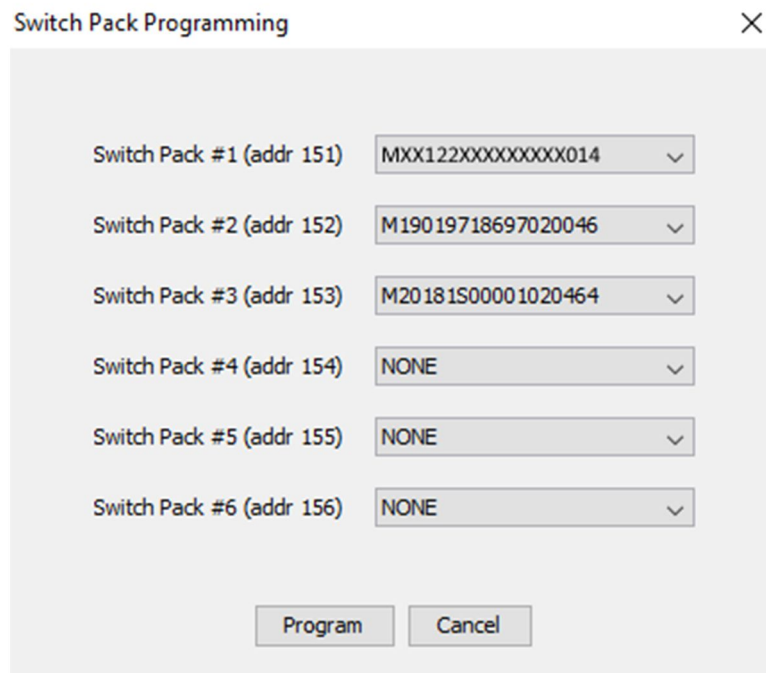 Switch Pack Programming
Switch Pack #1 (addr 151) MXX122XXXXXXXXX014
Switch Pack #2 (addr 152) M19019718697020046
Switch Pack #3 (addr 153) M20181S00001020464
Switch Pack #4 (addr 154) NONE
Switch Pack #5 (addr 155) NONE
Switch Pack #6 (addr 156) NONE
Program Cancel